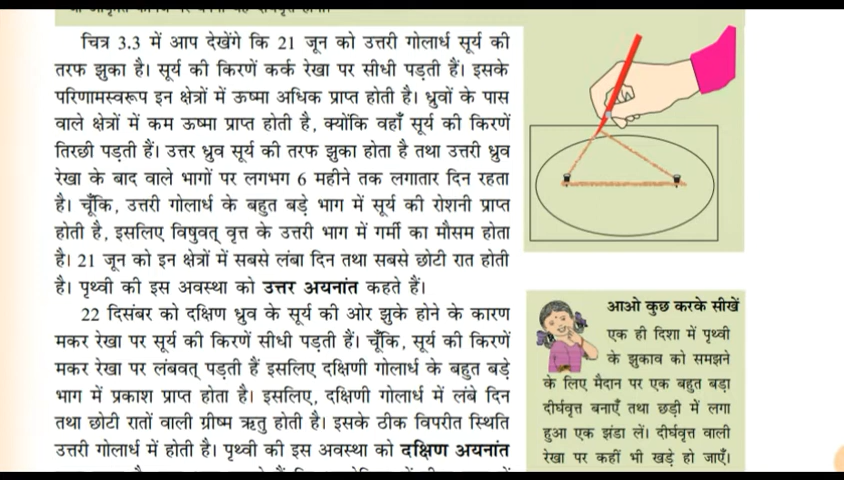 चित्र 3.3 में आप देखेंगे कि 21 जून को उत्तरी गोलार्ध सूर्य की
तरफ झुका है। सूर्य की किरणें कर्क रेखा पर सीधी पड़ती हैं। इसके
परिणामस्वरूप इन क्षेत्रों में ऊष्मा अधिक प्राप्त होती है। ध्रुवों के पास
वाले क्षेत्रों में कम ऊष्मा प्राप्त होती है, क्योंकि वहाँ सूर्य की किरणें
तिरछी पड़ती हैं। उत्तर ध्रुव सूर्य की तरफ झुका होता है तथा उत्तरी ध्रुव
रेखा के बाद वाले भागों पर लगभग 6 महीने तक लगातार दिन रहता
है। चूँकि, उत्तरी गोलार्ध के बहुत बड़े भाग में सूर्य की रोशनी प्राप्त
होती है, इसलिए विषुवत् वृत्त के उत्तरी भाग में गर्मी का मौसम होता
है। 21 जून को इन क्षेत्रों में सबसे लंबा दिन तथा सबसे छोटी रात होती
है। पृथ्वी की इस अवस्था को उत्तर अयनांत कहते हैं।
22 दिसंबर को दक्षिण ध्रुव के सूर्य की ओर झुके होने के कारण
मकर रेखा पर सूर्य की किरणें सीधी पड़ती हैं। चूँकि, सूर्य की किरणें
मकर रेखा पर लंबवत् पड़ती हैं इसलिए दक्षिणी गोलार्ध के बहुत बड़े
भाग में प्रकाश प्राप्त होता है। इसलिए, दक्षिणी गोलार्ध में लंबे दिन
तथा छोटी रातों वाली ग्रीष्म ऋतु होती है। इसके ठीक विपरीत स्थिति
उत्तरी गोलार्ध में होती है। पृथ्वी की इस अवस्था को दक्षिण अयनांत
आओ कुछ करके सीखें
एक ही दिशा में पृथ्वी
के झुकाव को समझने
के लिए मैदान पर एक बहुत बड़ा
दीर्घवृत्त बनाएँ तथा छड़ी में लगा
हुआ एक झंडा लें। दीर्घवृत्त वाली
रेखा पर कहीं भी खड़े हो जाएँ।